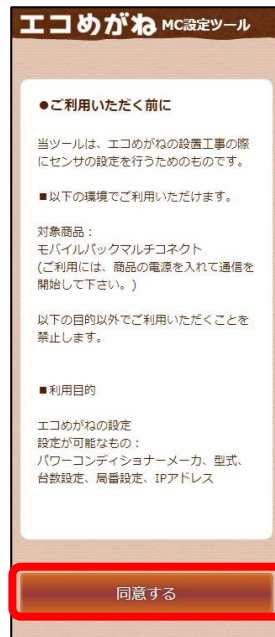 エコめがね MC設定ツール
●ご利用いただく前に
当ツールは、エコめがねの設置工事の際
にセンサの設定を行うためのものです。
■以下の環境でご利用いただけます。
対象商品：
モバイルパックマルチコネクト
(ご利用には、商品の電源を入れて通信を
開始して下さい。)
以下の目的以外でご利用いただくことを
禁止します。
■利用目的
エコめがねの設定
設定が可能なもの：
パワーコンディショナーメーカ、型式、
台数設定、局番設定、IPアドレス
同意する